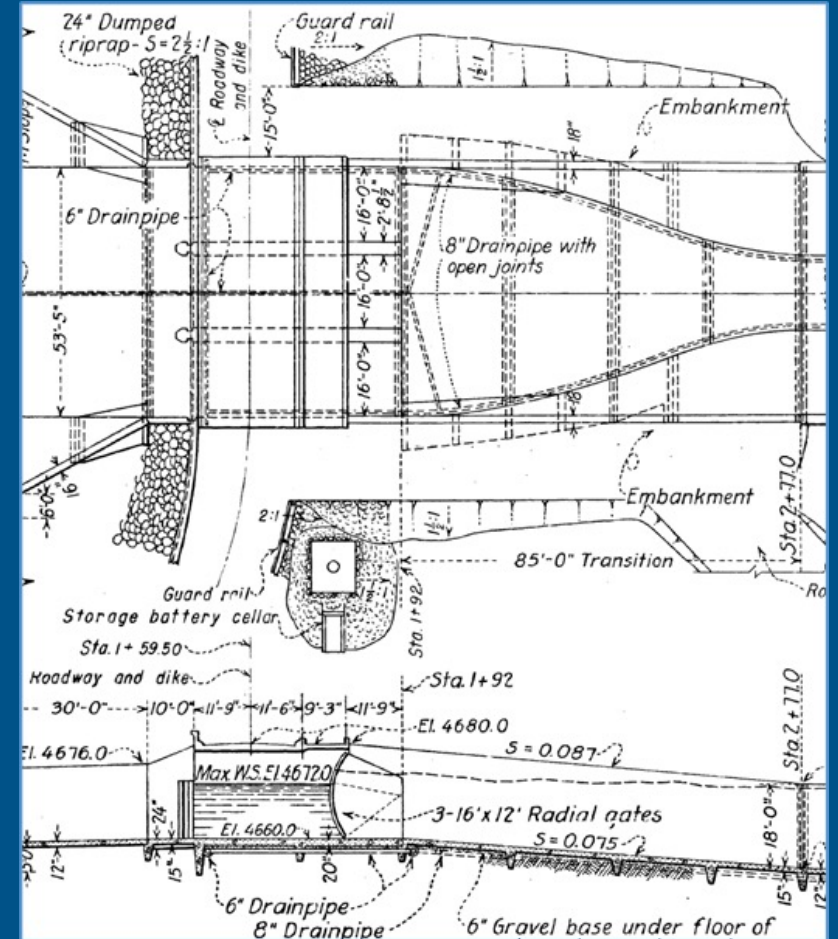 24" Dumped
riprap- S=2½:1
Guard rail
2:1
1½:1
℄ Roadway
and dike
15'-0"
Embankment
18"
6" Drainpipe
16'-0"
2'-8½"
8" Drainpipe with
open joints
16'-0"
53'-5"
16'-0"
18"
16"
6'-0"
Embankment
Sta. 2+77.0
2:1
1½:1
85'-0" Transition
Ro
Guard rail
1½:1
Storage battery cellar
Sta. 1+92
Sta. 1+59.50
Roadway and dike
Sta. 1+92
30'-0"
10'-0"
11'-9"
11'-6"
9'-3"
11'-9"
El. 4680.0
El. 4676.0
S=0.087
Sta. 2+77.0
Max. W.S. El. 4672.0
24"
3-16'x12' Radial gates
El. 4660.0
S=0.075
18'-0"
12"
15"
20"
15"
12"
6" Drainpipe
8" Drainpipe
6" Gravel base under floor of